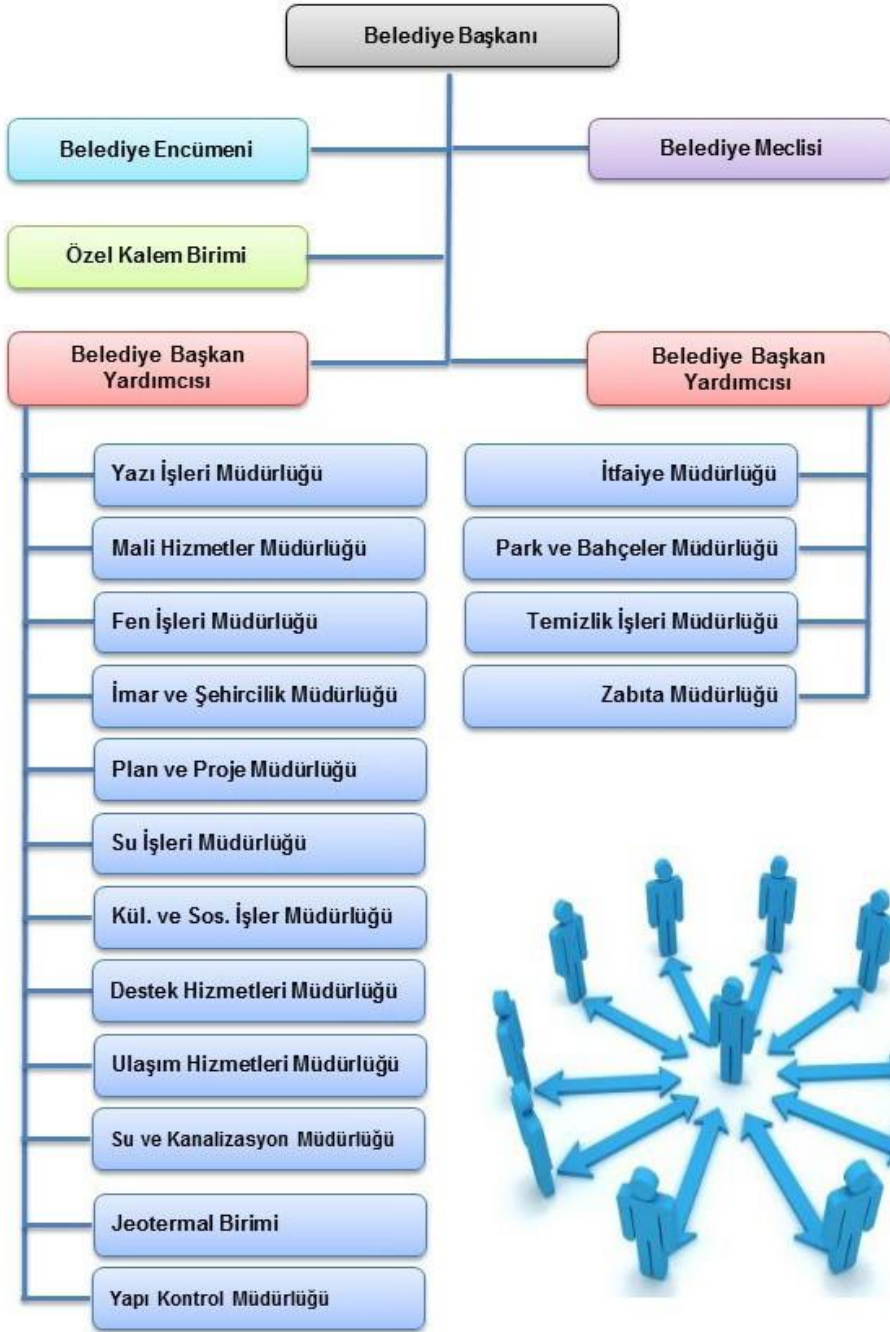 Belediye Başkanı
Belediye Encümeni
Belediye Meclisi
Özel Kalem Birimi
Belediye Başkan
Yardımcısı
Belediye Başkan
Yardımcısı
Yazı İşleri Müdürlüğü
Mali Hizmetler Müdürlüğü
Fen İşleri Müdürlüğü
İmar ve Şehircilik Müdürlüğü
Plan ve Proje Müdürlüğü
Su İşleri Müdürlüğü
Kül. ve Sos. İşler Müdürlüğü
Destek Hizmetleri Müdürlüğü
Ulaşım Hizmetleri Müdürlüğü
Su ve Kanalizasyon Müdürlüğü
Jeotermal Birimi
Yapı Kontrol Müdürlüğü
İtfaiye Müdürlüğü
Park ve Bahçeler Müdürlüğü
Temizlik İşleri Müdürlüğü
Zabıta Müdürlüğü